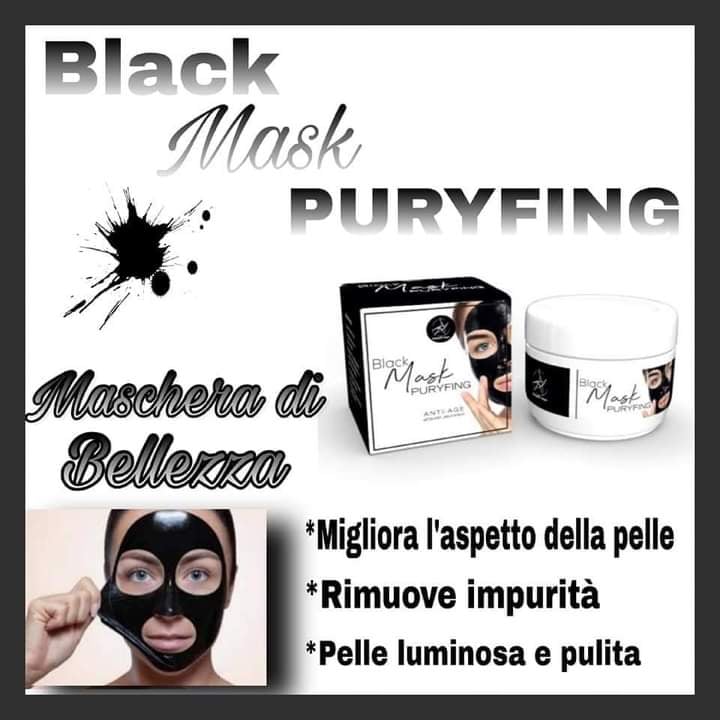 Black
Mask
PURYFING
Black
Mask
PURYFING
ANTI-AGE
Black
Mask
PURYFING
Maschera di
Bellezza
*Migliora l'aspetto della pelle
*Rimuove impurità
*Pelle luminosa e pulita